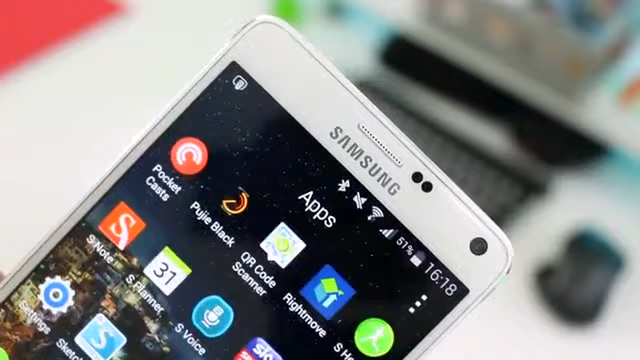 SAMSUNG
51%
16:18
Apps
Pocket
Casts
Pujie Black
QR Code
Scanner
Rightmove
S Note
S Planner
31
S Voice
Settings